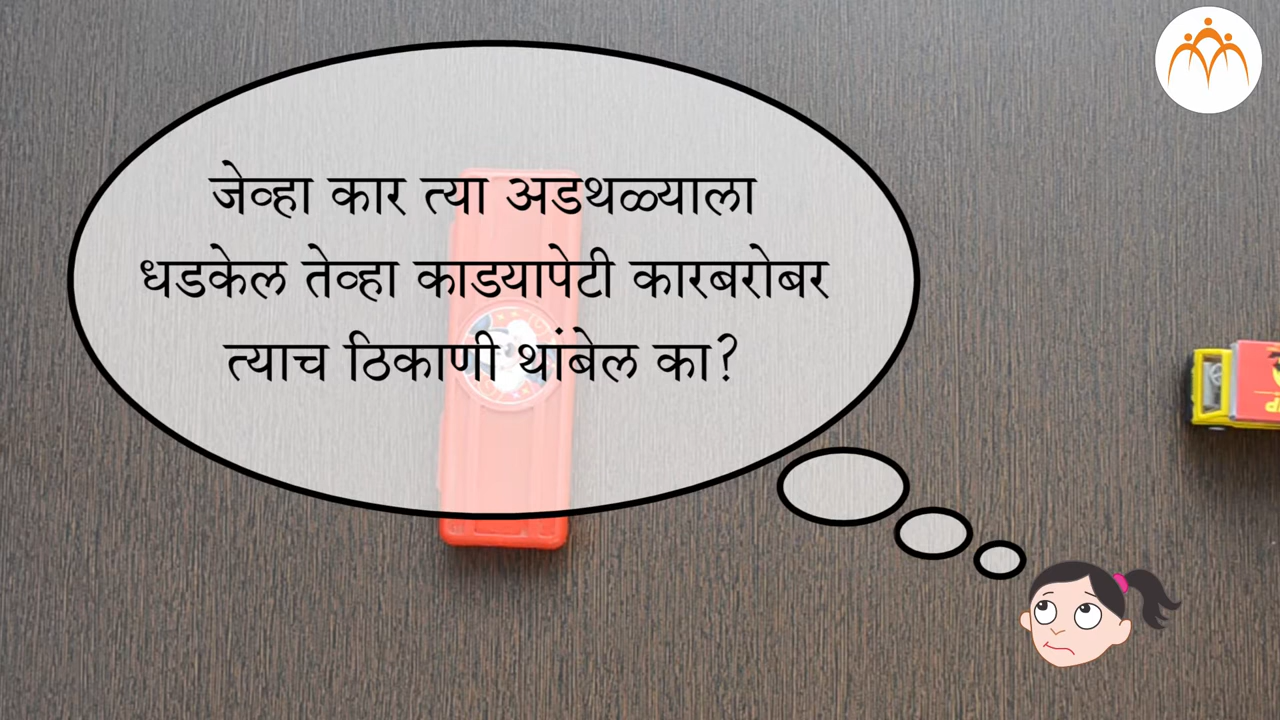 जेव्हा कार त्या अडथळ्याला
धडकेल तेव्हा काडयापेटी कारबरोबर
त्याच ठिकाणी थांबेल का?